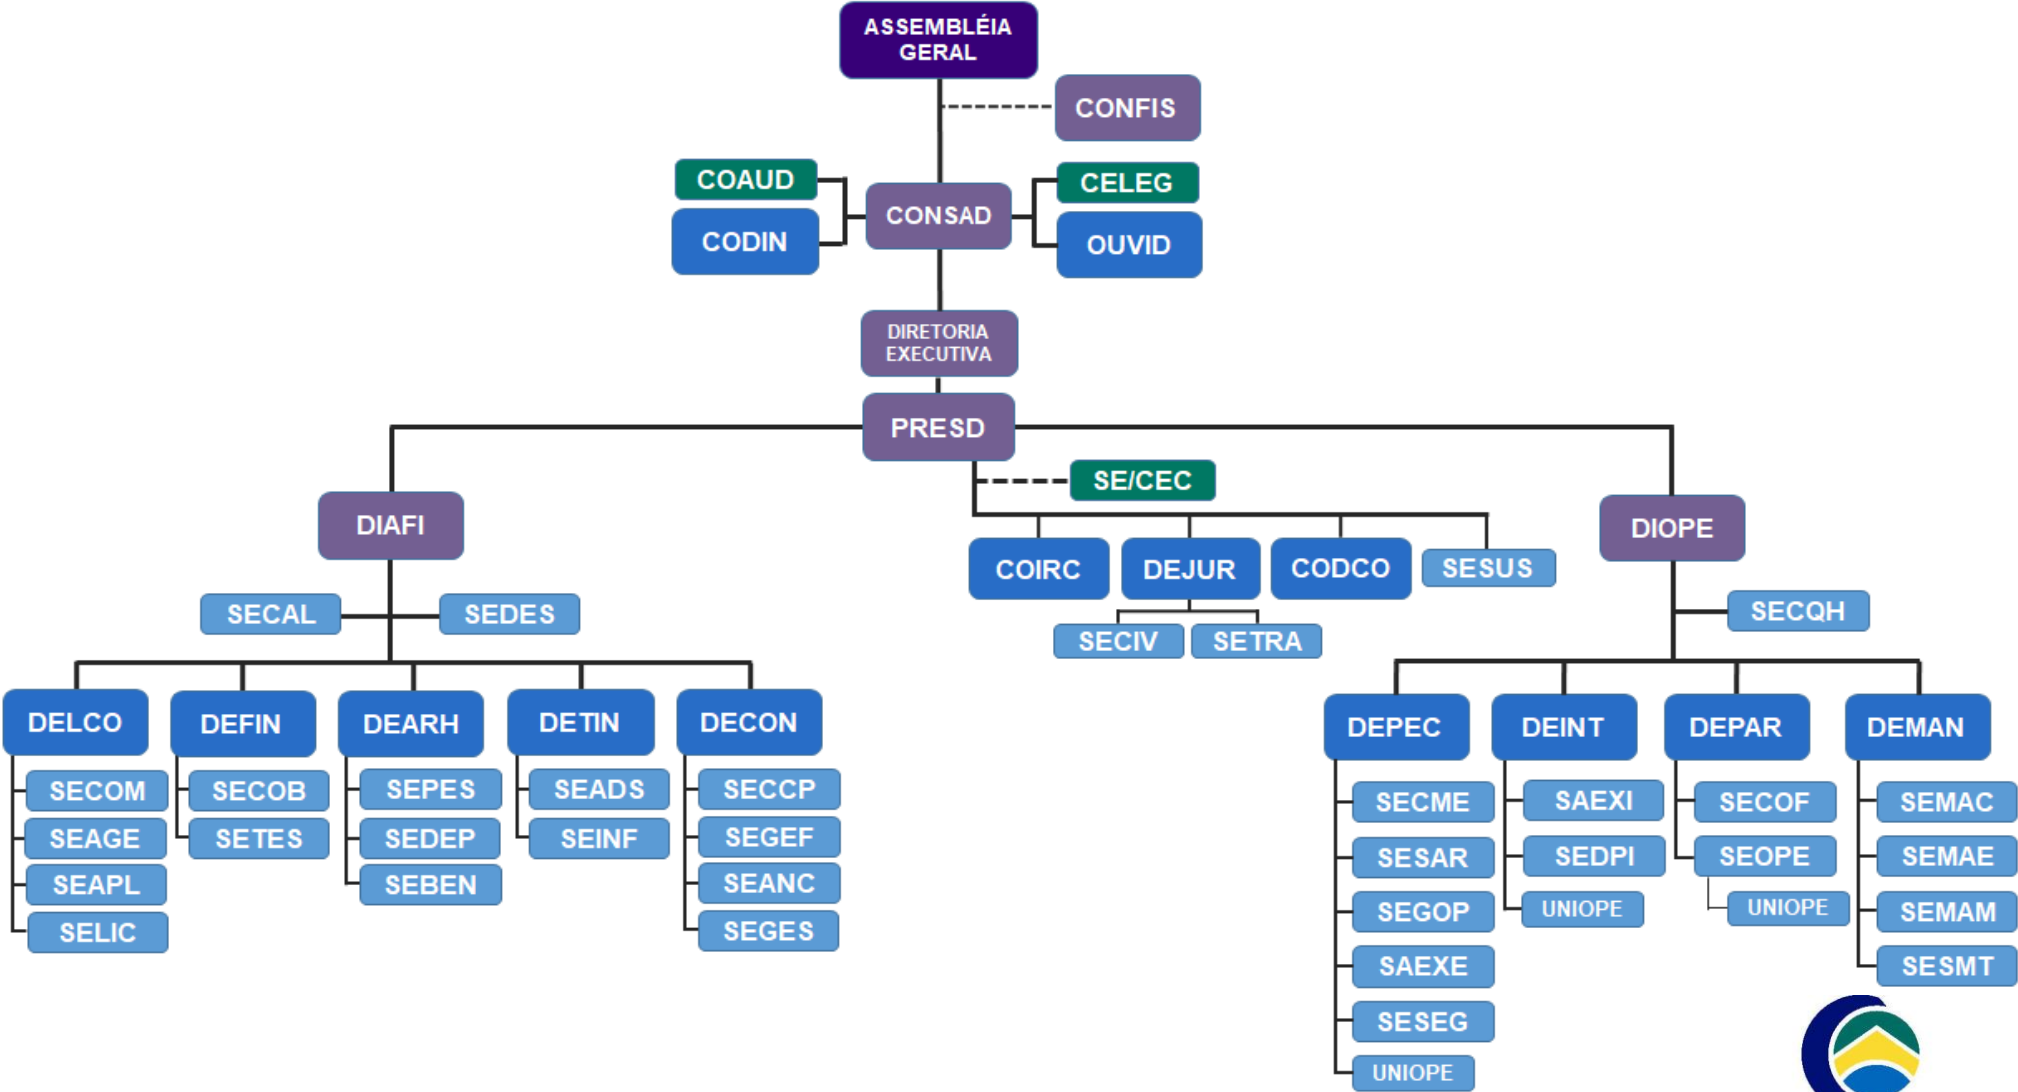 ASSEMBLÉIA
GERAL
CONFIS
COAUD
CELEG
CONSAD
CODIN
OUVID
DIRETORIA
EXECUTIVA
PRESD
SE/CEC
DIAFI
DIOPE
COIRC
DEJUR
CODCO
SESUS
SECAL
SEDES
SECQH
SECIV
SETRA
DELCO
DEFIN
DEARH
DETIN
DECON
DEPEC
DEINT
DEPAR
DEMAN
SECOM
SEAGE
SEAPL
SELIC
SECOB
SETES
SEPES
SEDEP
SEBEN
SEADS
SEINF
SECCP
SEGEF
SEANC
SEGES
SECME
SESAR
SEGOP
SAEXE
SESEG
UNIOPE
SAEXI
SEDPI
UNIOPE
SECOF
SEOPE
UNIOPE
SEMAC
SEMAE
SEMAM
SESMT